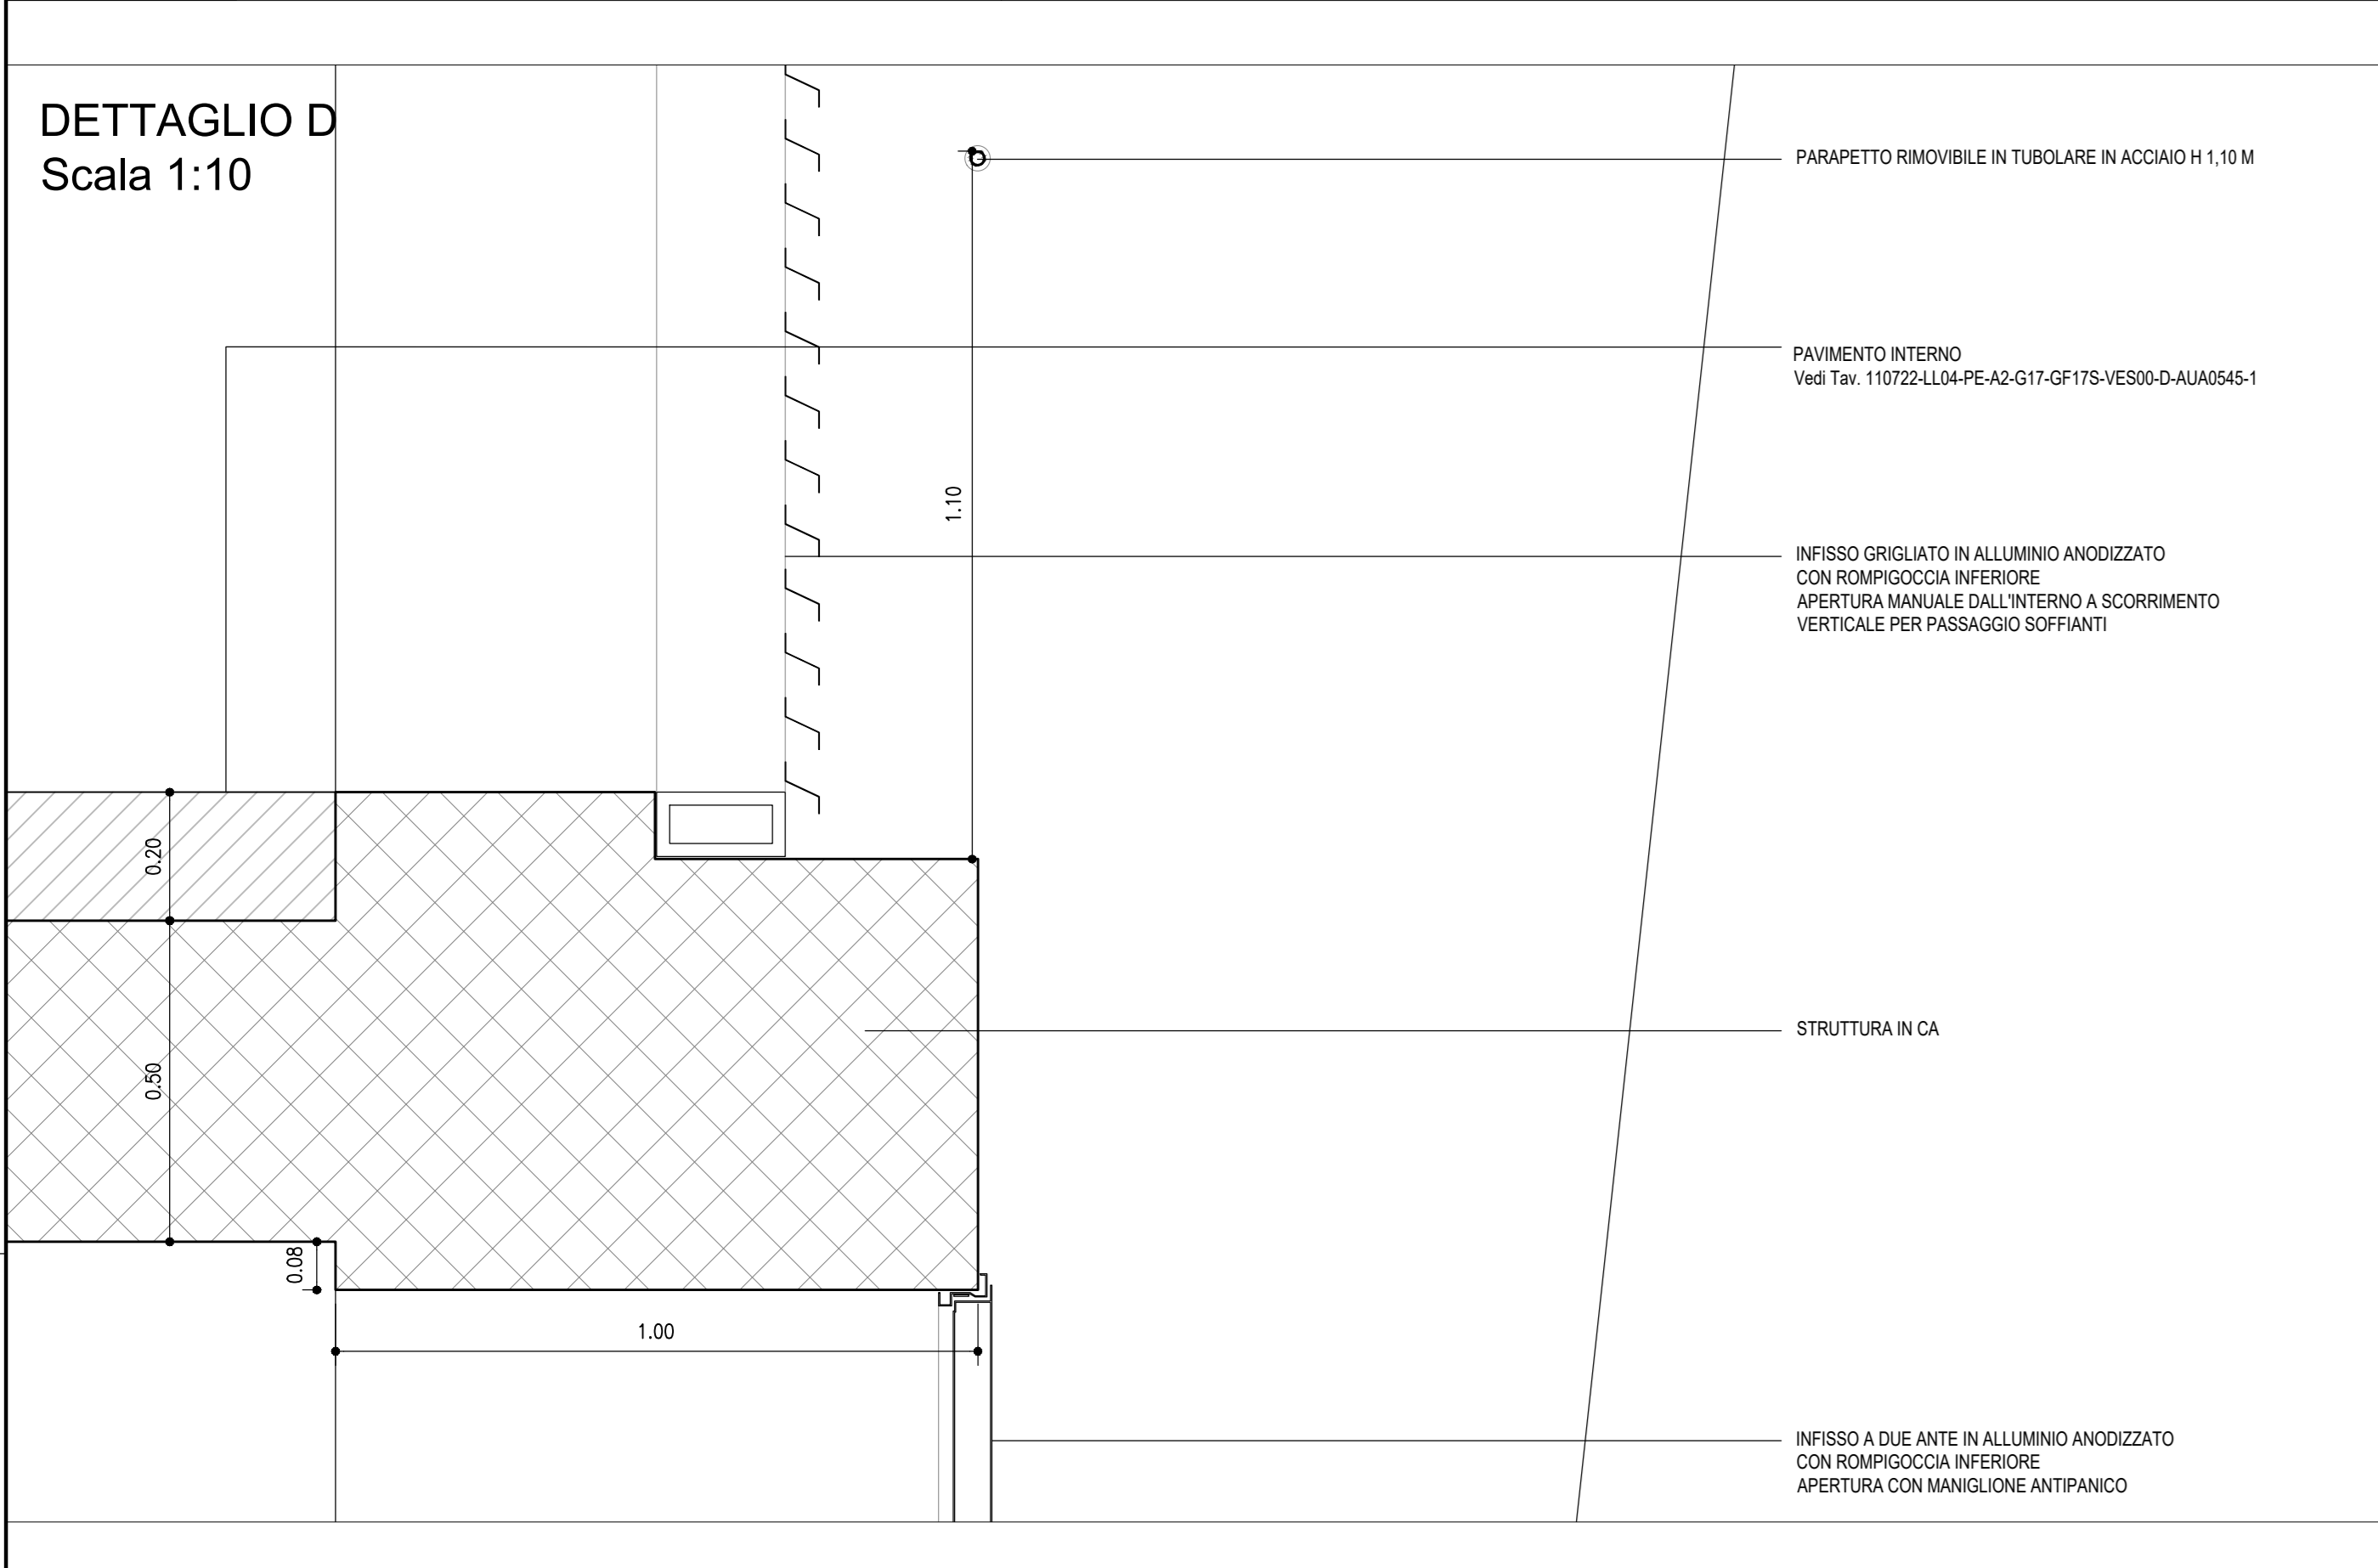 DETTAGLIO D
Scala 1:10
PARAPETTO RIMOVIBILE IN TUBOLARE IN ACCIAIO H 1,10 M
PAVIMENTO INTERNO
Vedi Tav. 110722-LL04-PE-A2-G17-GF17S-VES00-D-AUA0545-1
1.10
INFISSO GRIGLIATO IN ALLUMINIO ANODIZZATO
CON ROMPIGOCCIA INFERIORE
APERTURA MANUALE DALL'INTERNO A SCORRIMENTO
VERTICALE PER PASSAGGIO SOFFIANTI
0.20
STRUTTURA IN CA
0.50
0.08
1.00
INFISSO A DUE ANTE IN ALLUMINIO ANODIZZATO
CON ROMPIGOCCIA INFERIORE
APERTURA CON MANIGLIONE ANTIPANICO